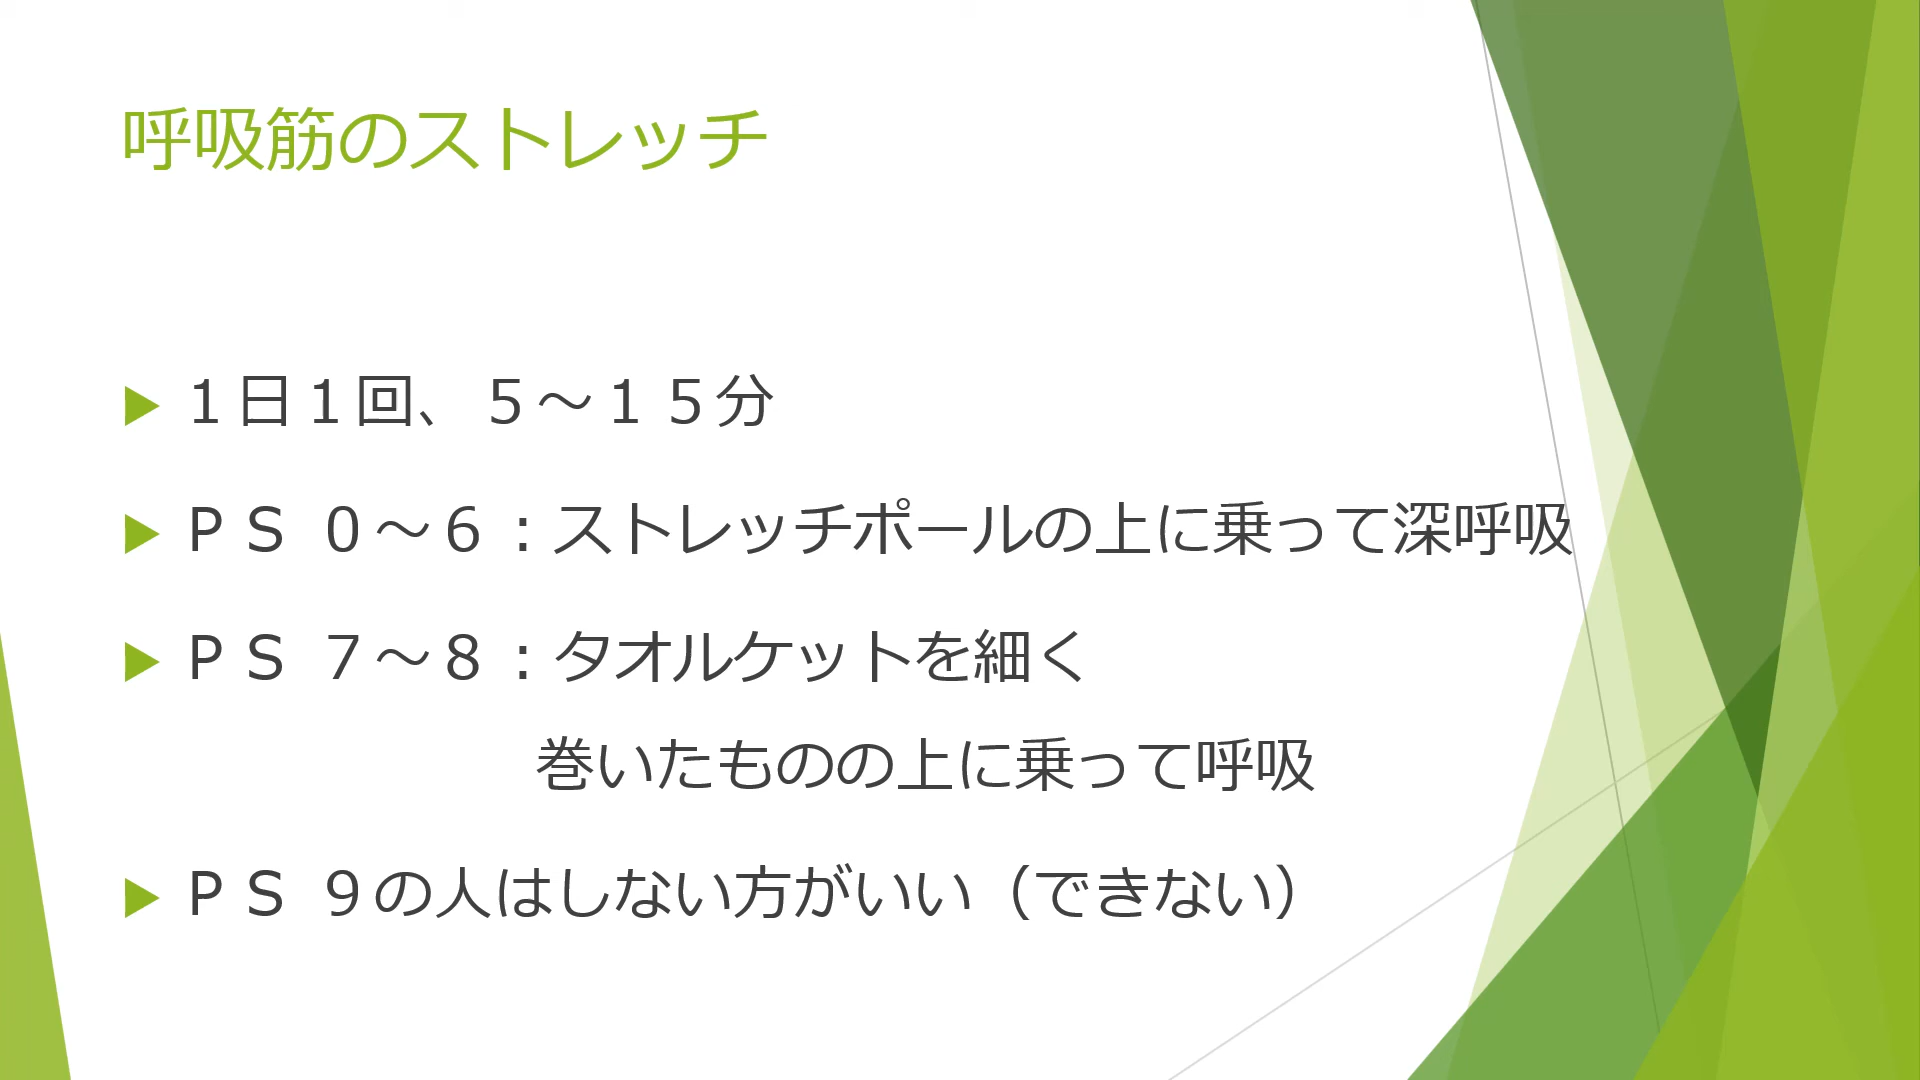 呼吸筋のストレッチ
１日１回、５～１５分
ＰＳ ０～６：ストレッチポールの上に乗って深呼吸
ＰＳ ７～８：タオルケットを細く
巻いたものの上に乗って呼吸
ＰＳ ９の人はしない方がいい（できない）